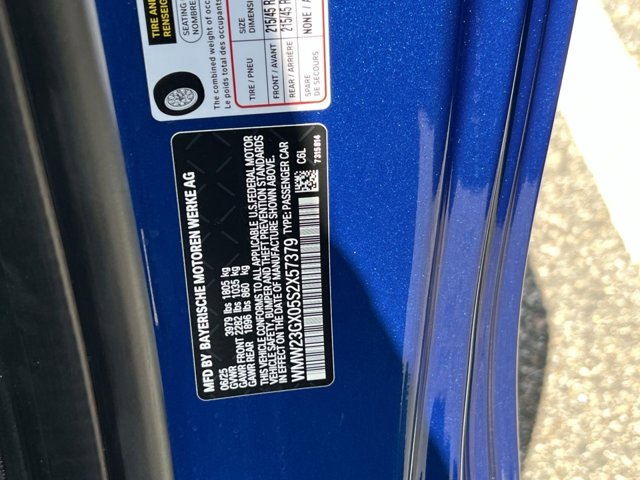 TIRE AND
RENSEIG
SEATING
NOMBRE
The combined weight of occ
Le poids total des occupants
TIRE / PNEU
SIZE
DIMENSI
FRONT / AVANT
215/45 R
REAR / ARRIÈRE
215/45 R
SPARE
DE SECOURS
NONE / A
MFD BY BAYERISCHE MOTOREN WERKE AG
06/25
GVWR 3979 lbs 1805 kg
GAWR FRONT 2282 lbs 1035 kg
GAWR REAR 1896 lbs 860 kg
THIS VEHICLE CONFORMS TO ALL APPLICABLE U.S.FEDERAL MOTOR
VEHICLE SAFETY, BUMPER AND THEFT PREVENTION STANDARDS
IN EFFECT ON THE DATE OF MANUFACTURE SHOWN ABOVE.
WMW23GX05S2X57379 TYPE: PASSENGER CAR
C6L
7315814